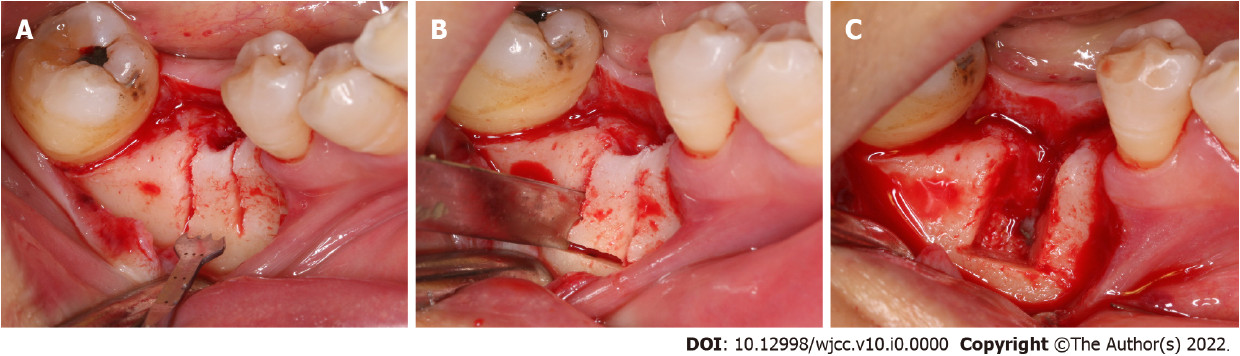 A
B
C
DOI: 10.12998/wjcc.v10.i0.0000 Copyright ©The Author(s) 2022.